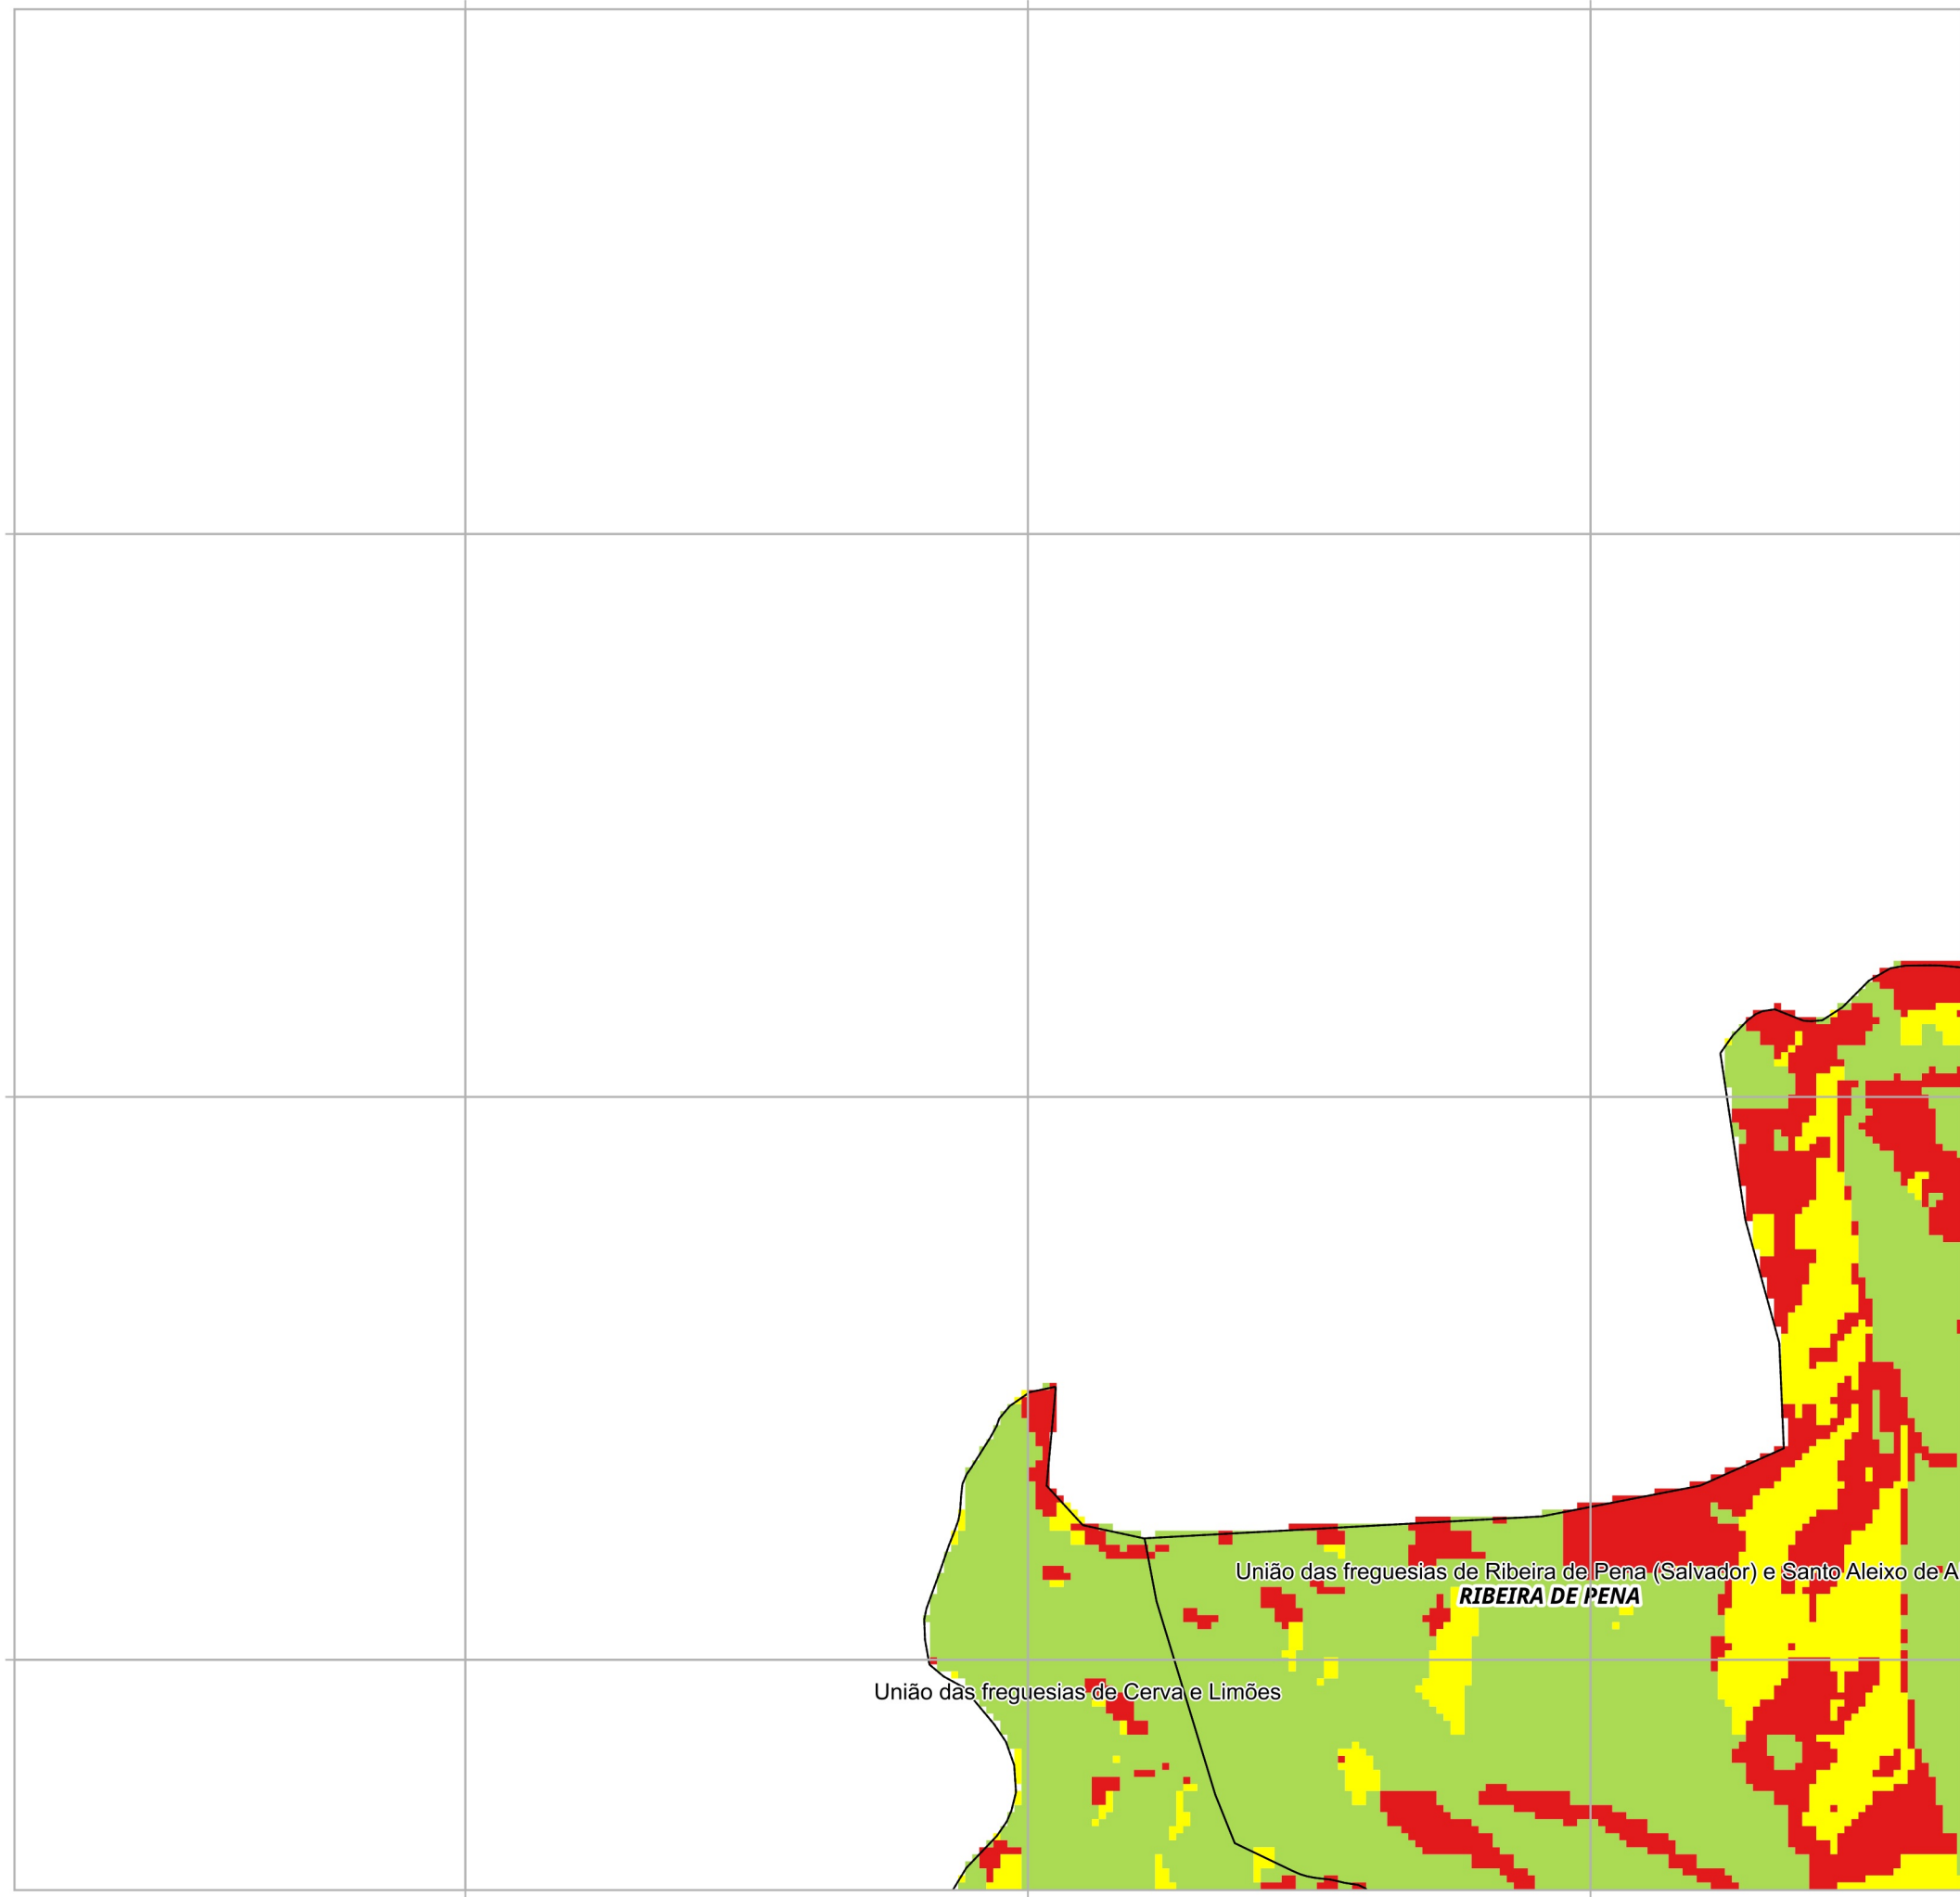 União das freguesias de Ribeira de Pena (Salvador) e Santo Aleixo de A
RIBEIRA DE PENA
União das freguesias de Cerva e Limões